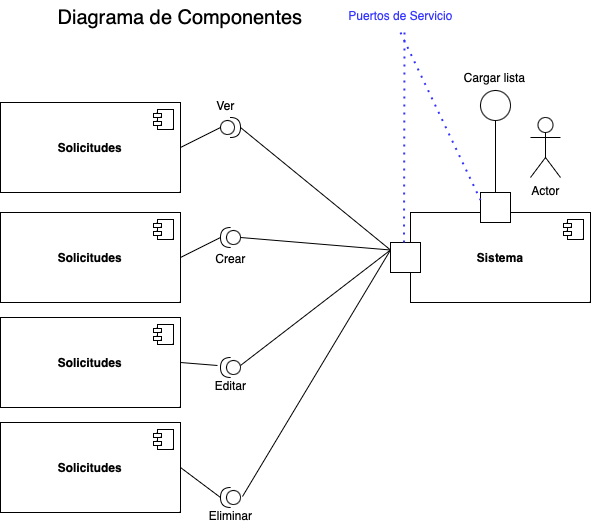 Diagrama de Componentes
Puertos de Servicio
Cargar lista
Ver
Solicitudes
Actor
Crear
Solicitudes
Sistema
Solicitudes
Editar
Solicitudes
Eliminar